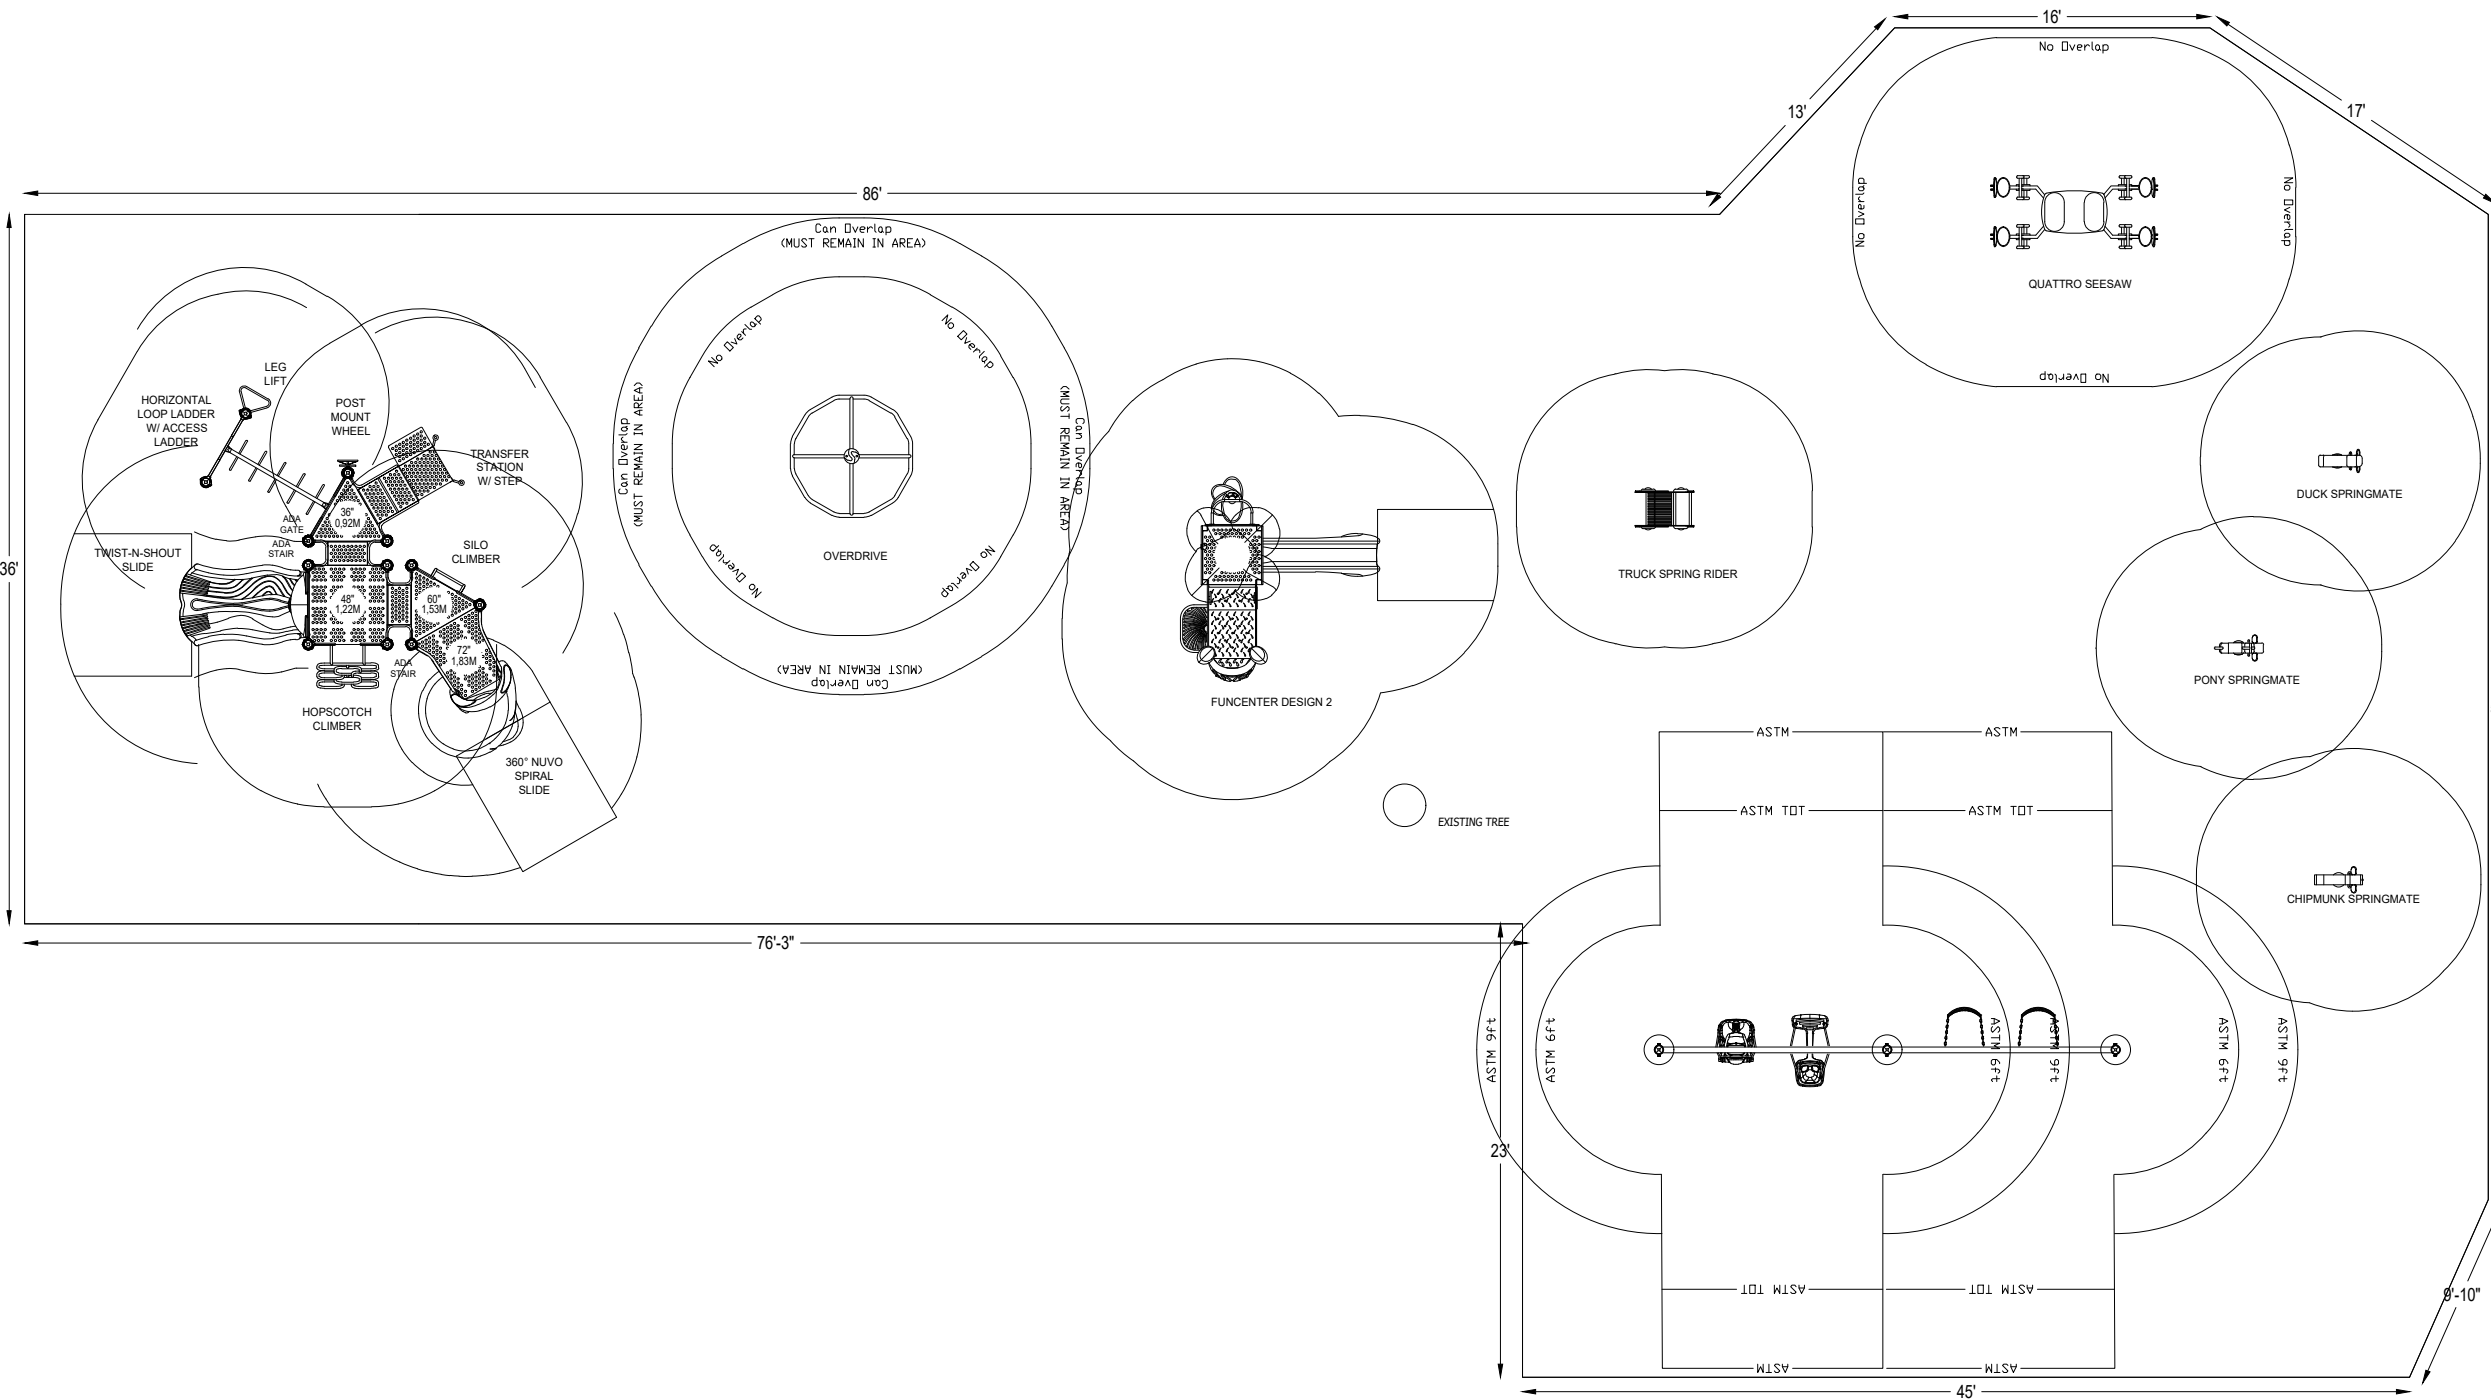 16'
No Overlap
13'
17'
86'
No Overlap
No Overlap
Can Overlap
(MUST REMAIN IN AREA)
QUATTRO SEESAW
No Overlap
No Overlap
No Overlap
LEG
LIFT
HORIZONTAL
LOOP LADDER
W/ ACCESS
LADDER
POST
MOUNT
WHEEL
Can Overlap
(MUST REMAIN IN AREA)
Can Overlap
(MUST REMAIN IN AREA)
TRANSFER
STATION
W/ STEP
DUCK SPRINGMATE
36"
0,92M
ADA
GATE
ADA
STAIR
SILO
CLIMBER
TWIST-N-SHOUT
SLIDE
36'
OVERDRIVE
No Overlap
No Overlap
TRUCK SPRING RIDER
48"
1,22M
60"
1,53M
72"
1,83M
ADA
STAIR
Can Overlap
(MUST REMAIN IN AREA)
PONY SPRINGMATE
FUNCENTER DESIGN 2
HOPSCOTCH
CLIMBER
ASTM
ASTM
360° NUVO
SPIRAL
SLIDE
ASTM TOT
ASTM TOT
EXISTING TREE
CHIPMUNK SPRINGMATE
76'-3"
ASTM 9ft
ASTM 6ft
ASTM 6ft
ASTM 9ft
ASTM 6ft
ASTM 9ft
23'
ASTM TOT
ASTM TOT
9'-10"
ASTM
ASTM
45'